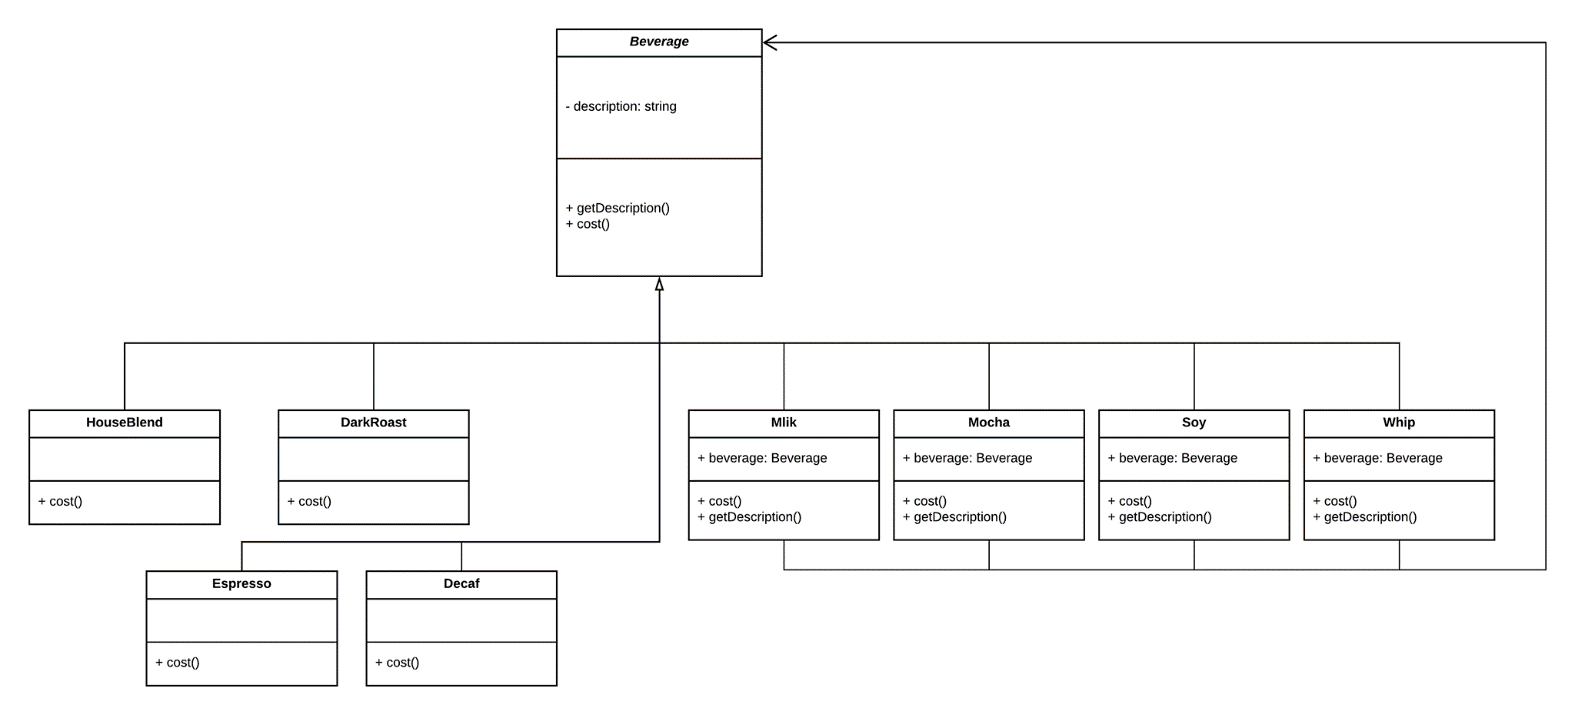 Beverage
- description: string
+ getDescription()
+ cost()
HouseBlend
+ cost()
DarkRoast
+ cost()
Mlik
+ beverage: Beverage
+ cost()
+ getDescription()
Mocha
+ beverage: Beverage
+ cost()
+ getDescription()
Soy
+ beverage: Beverage
+ cost()
+ getDescription()
Whip
+ beverage: Beverage
+ cost()
+ getDescription()
Espresso
+ cost()
Decaf
+ cost()